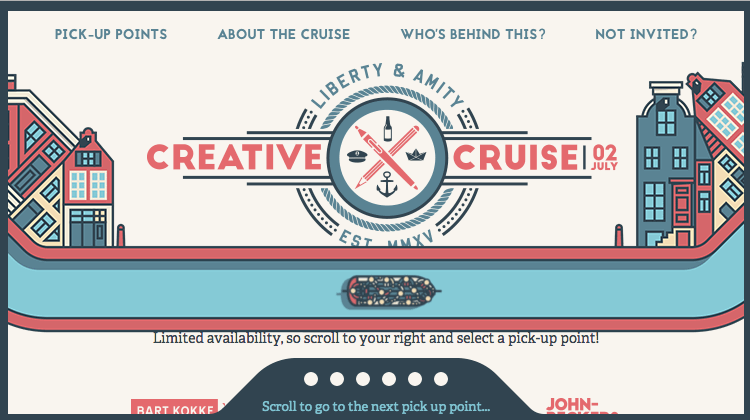 PICK-UP POINTS ABOUT THE CRUISE WHO'S BEHIND THIS? NOT INVITED?
LIBERTY & AMITY
CREATIVE CRUISE 02 JULY
EST. MMXV
Limited availability, so scroll to your right and select a pick-up point!
Scroll to go to the next pick up point...
BART KOKKE
JOHN-